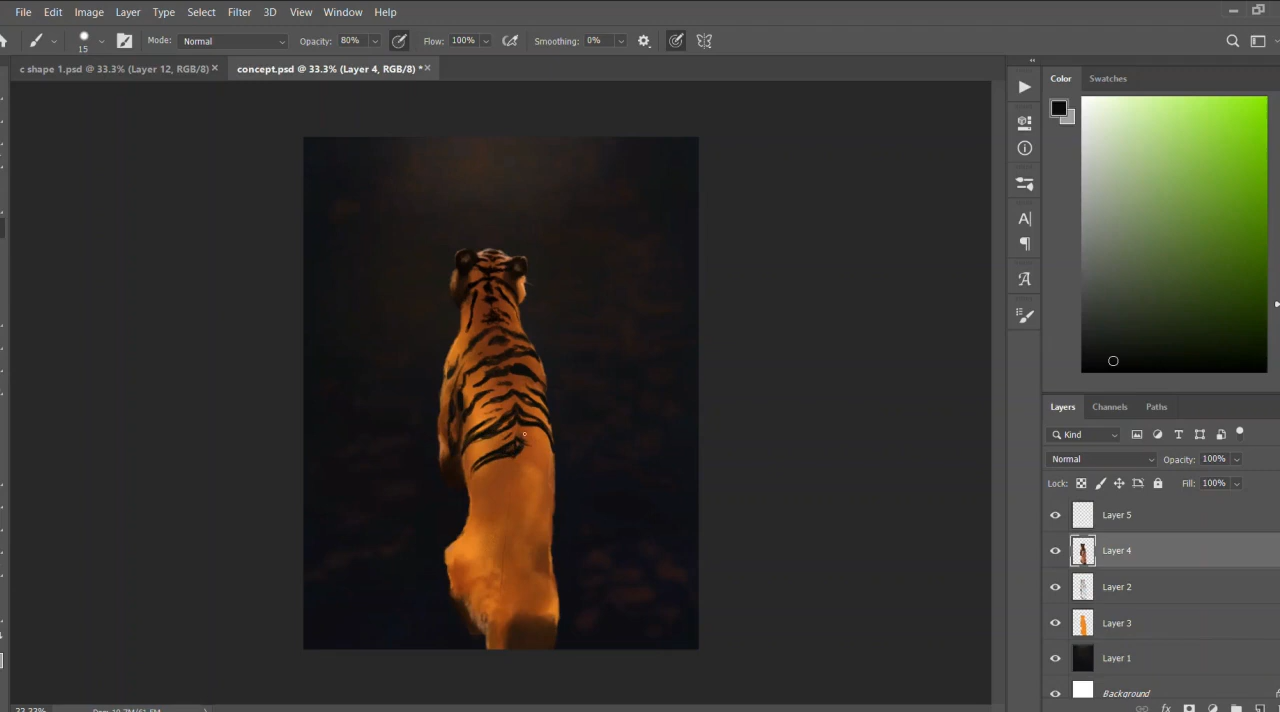 File Edit Image Layer Type Select Filter 3D View Window Help
15 Mode: Normal Opacity: 80% Flow: 100% Smoothing: 0%
c shape 1.psd @ 33.3% (Layer 12, RGB/8) concept.psd @ 33.3% (Layer 4, RGB/8) *
Color Swatches
Layers Channels Paths
Kind
Normal Opacity: 100%
Lock: Fill: 100%
Layer 5
Layer 4
Layer 2
Layer 3
Layer 1
Background